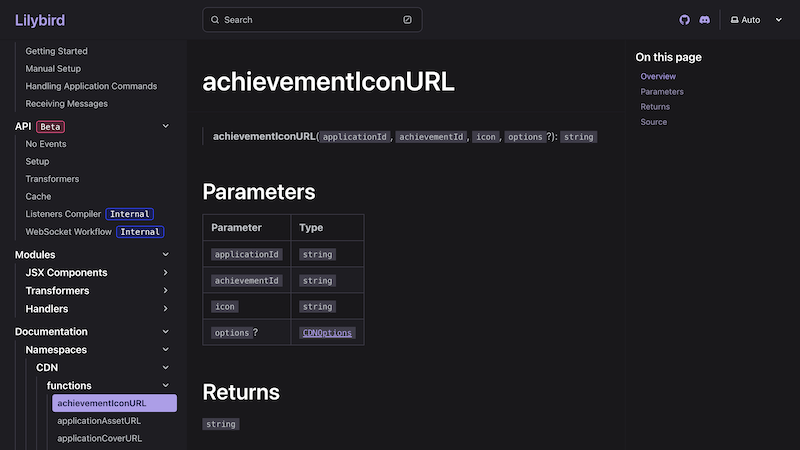 Lilybird
Search
Auto
Getting Started
Manual Setup
Handling Application Commands
Receiving Messages
API Beta
No Events
Setup
Transformers
Cache
Listeners Compiler Internal
WebSocket Workflow Internal
Modules
JSX Components
Transformers
Handlers
Documentation
Namespaces
CDN
functions
achievementIconURL
applicationAssetURL
applicationCoverURL
achievementIconURL
achievementIconURL(applicationId, achievementId, icon, options?): string
Parameters
Parameter Type
applicationId string
achievementId string
icon string
options? CDNOptions
Returns
string
On this page
Overview
Parameters
Returns
Source